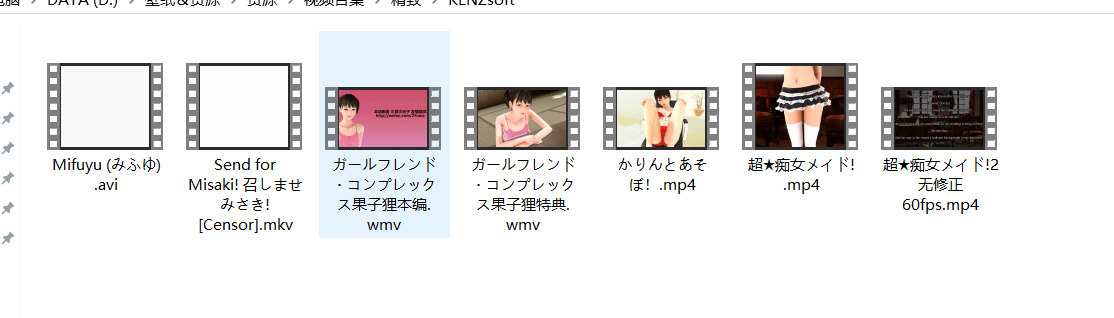 DATA (D:) > 壁纸&资源 > 资源 > 视频合集 > 精致 > KENZsoft
Mifuyu (みふゆ)
.avi
Send for
Misaki! 召しませ
みさき!
[Censor].mkv
ガールフレンド
・コンプレック
ス果子狸本编.
wmv
ガールフレンド
・コンプレック
ス果子狸特典.
wmv
かりんとあそ
ぼ！.mp4
超★痴女メイド!
.mp4
超★痴女メイド!2
无修正
60fps.mp4